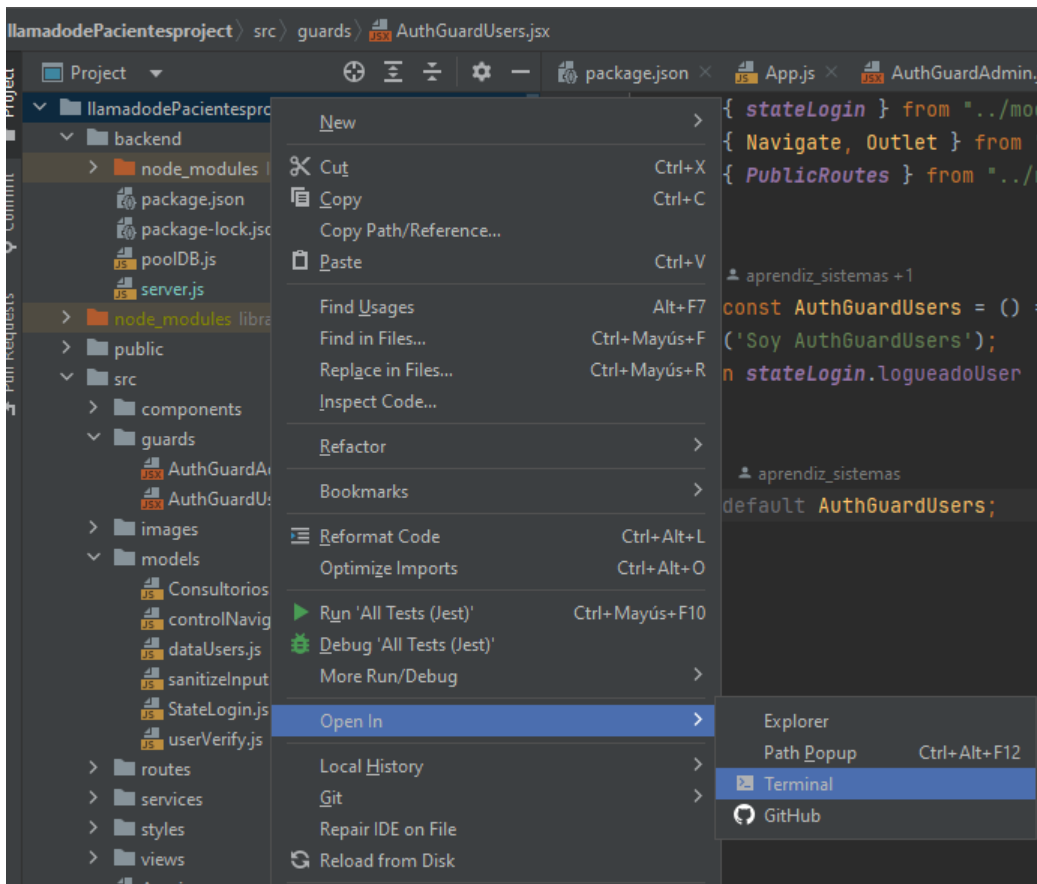 llamadodePacientesproject 〉 src 〉 guards 〉 AuthGuardUsers.jsx
Project
package.json
App.js
AuthGuardAdmin.
Project
Commit
Pull Requests
llamadodePacientespro
backend
node_modules
package.json
package-lock.jsc
poolDB.js
server.js
node_modules libra
public
src
components
guards
AuthGuardA
AuthGuardU
images
models
Consultorios
controlNavig
dataUsers.js
sanitizeInput
StateLogin.js
userVerify.js
routes
services
styles
views
New
Cut Ctrl+X
Copy Ctrl+C
Copy Path/Reference...
Paste Ctrl+V
Find Usages Alt+F7
Find in Files... Ctrl+Mayús+F
Replace in Files... Ctrl+Mayús+R
Inspect Code...
Refactor
Bookmarks
Reformat Code Ctrl+Alt+L
Optimize Imports Ctrl+Alt+O
Run 'All Tests (Jest)' Ctrl+Mayús+F10
Debug 'All Tests (Jest)'
More Run/Debug
Open In
Local History
Git
Repair IDE on File
Reload from Disk
Explorer
Path Popup Ctrl+Alt+F12
Terminal
GitHub
{ stateLogin } from "../mo
{ Navigate, Outlet } from
{ PublicRoutes } from "../
aprendiz_sistemas +1
const AuthGuardUsers = () =
('Soy AuthGuardUsers');
n stateLogin.logueadoUser
aprendiz_sistemas
default AuthGuardUsers;